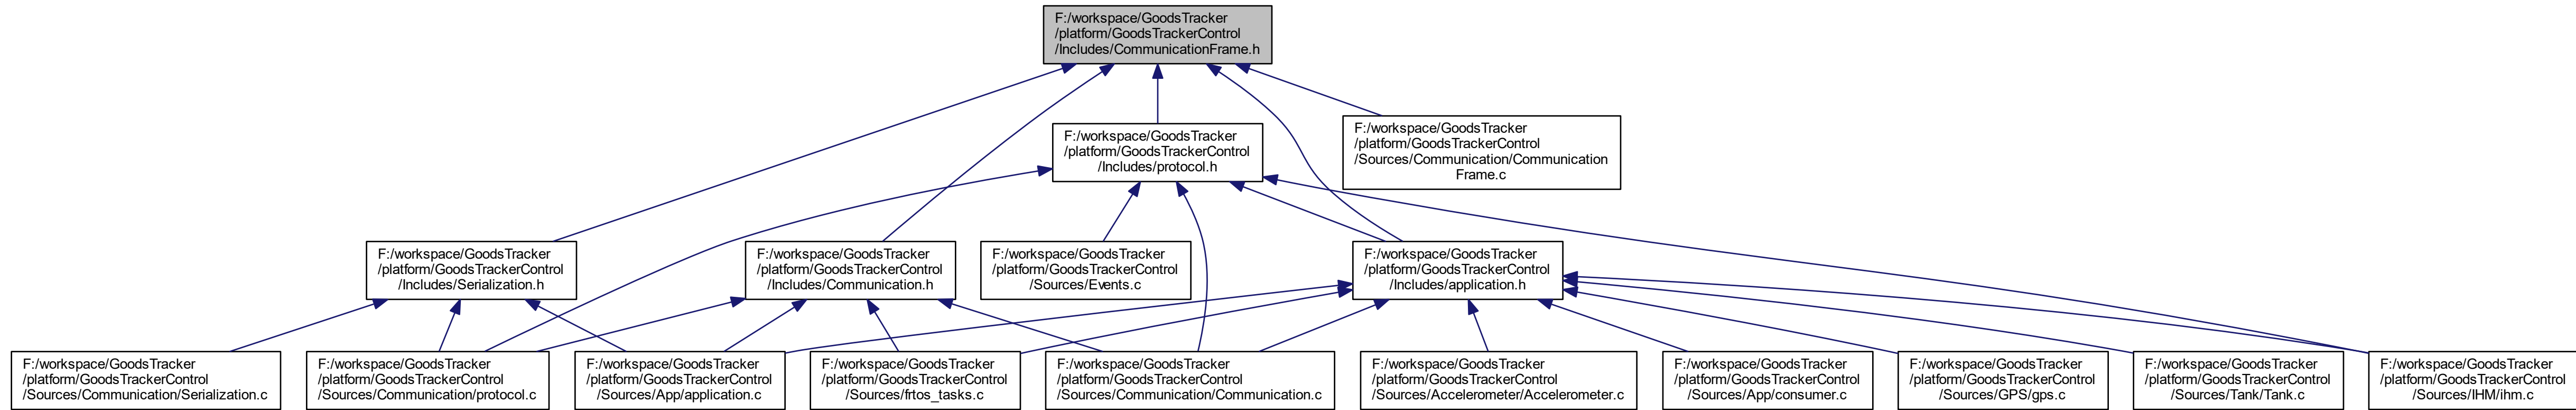 F:/workspace/GoodsTracker
/platform/GoodsTrackerControl
/Includes/CommunicationFrame.h
F:/workspace/GoodsTracker
/platform/GoodsTrackerControl
/Includes/protocol.h
F:/workspace/GoodsTracker
/platform/GoodsTrackerControl
/Sources/Communication/Communication
Frame.c
F:/workspace/GoodsTracker
/platform/GoodsTrackerControl
/Includes/Serialization.h
F:/workspace/GoodsTracker
/platform/GoodsTrackerControl
/Includes/Communication.h
F:/workspace/GoodsTracker
/platform/GoodsTrackerControl
/Sources/Events.c
F:/workspace/GoodsTracker
/platform/GoodsTrackerControl
/Includes/application.h
F:/workspace/GoodsTracker
/platform/GoodsTrackerControl
/Sources/Communication/Serialization.c
F:/workspace/GoodsTracker
/platform/GoodsTrackerControl
/Sources/Communication/protocol.c
F:/workspace/GoodsTracker
/platform/GoodsTrackerControl
/Sources/App/application.c
F:/workspace/GoodsTracker
/platform/GoodsTrackerControl
/Sources/frtos_tasks.c
F:/workspace/GoodsTracker
/platform/GoodsTrackerControl
/Sources/Communication/Communication.c
F:/workspace/GoodsTracker
/platform/GoodsTrackerControl
/Sources/Accelerometer/Accelerometer.c
F:/workspace/GoodsTracker
/platform/GoodsTrackerControl
/Sources/App/consumer.c
F:/workspace/GoodsTracker
/platform/GoodsTrackerControl
/Sources/GPS/gps.c
F:/workspace/GoodsTracker
/platform/GoodsTrackerControl
/Sources/Tank/Tank.c
F:/workspace/GoodsTracker
/platform/GoodsTrackerControl
/Sources/IHM/ihm.c